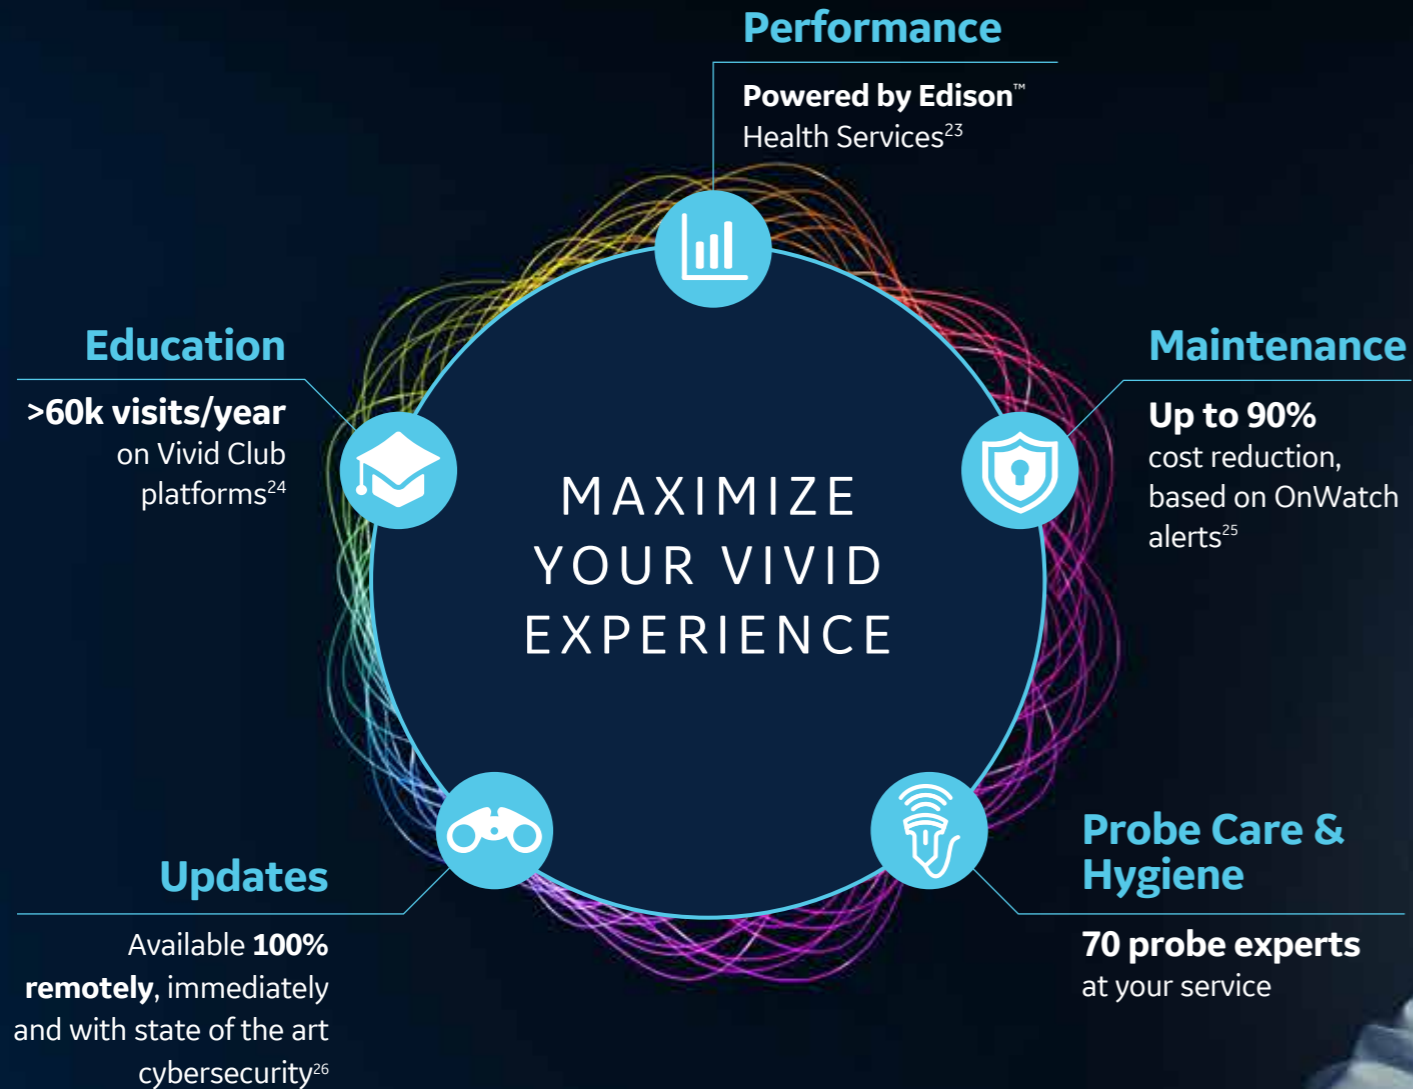 Performance
Powered by Edison™
Health Services²³
Education
>60k visits/year
on Vivid Club
platforms²⁴
Maintenance
Up to 90%
cost reduction,
based on OnWatch
alerts²⁵
MAXIMIZE
YOUR VIVID
EXPERIENCE
Updates
Available 100%
remotely, immediately
and with state of the art
cybersecurity²⁶
Probe Care &
Hygiene
70 probe experts
at your service